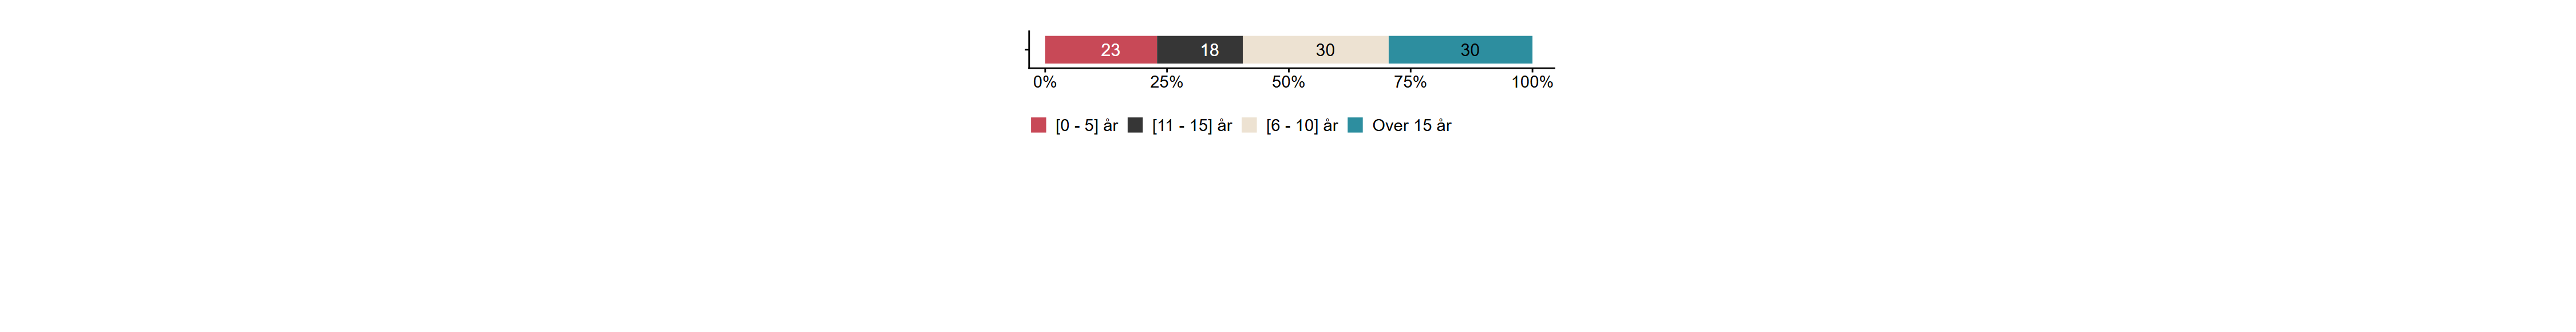 23 18 30 30
0% 25% 50% 75% 100%
[0 - 5] år [11 - 15] år [6 - 10] år Over 15 år